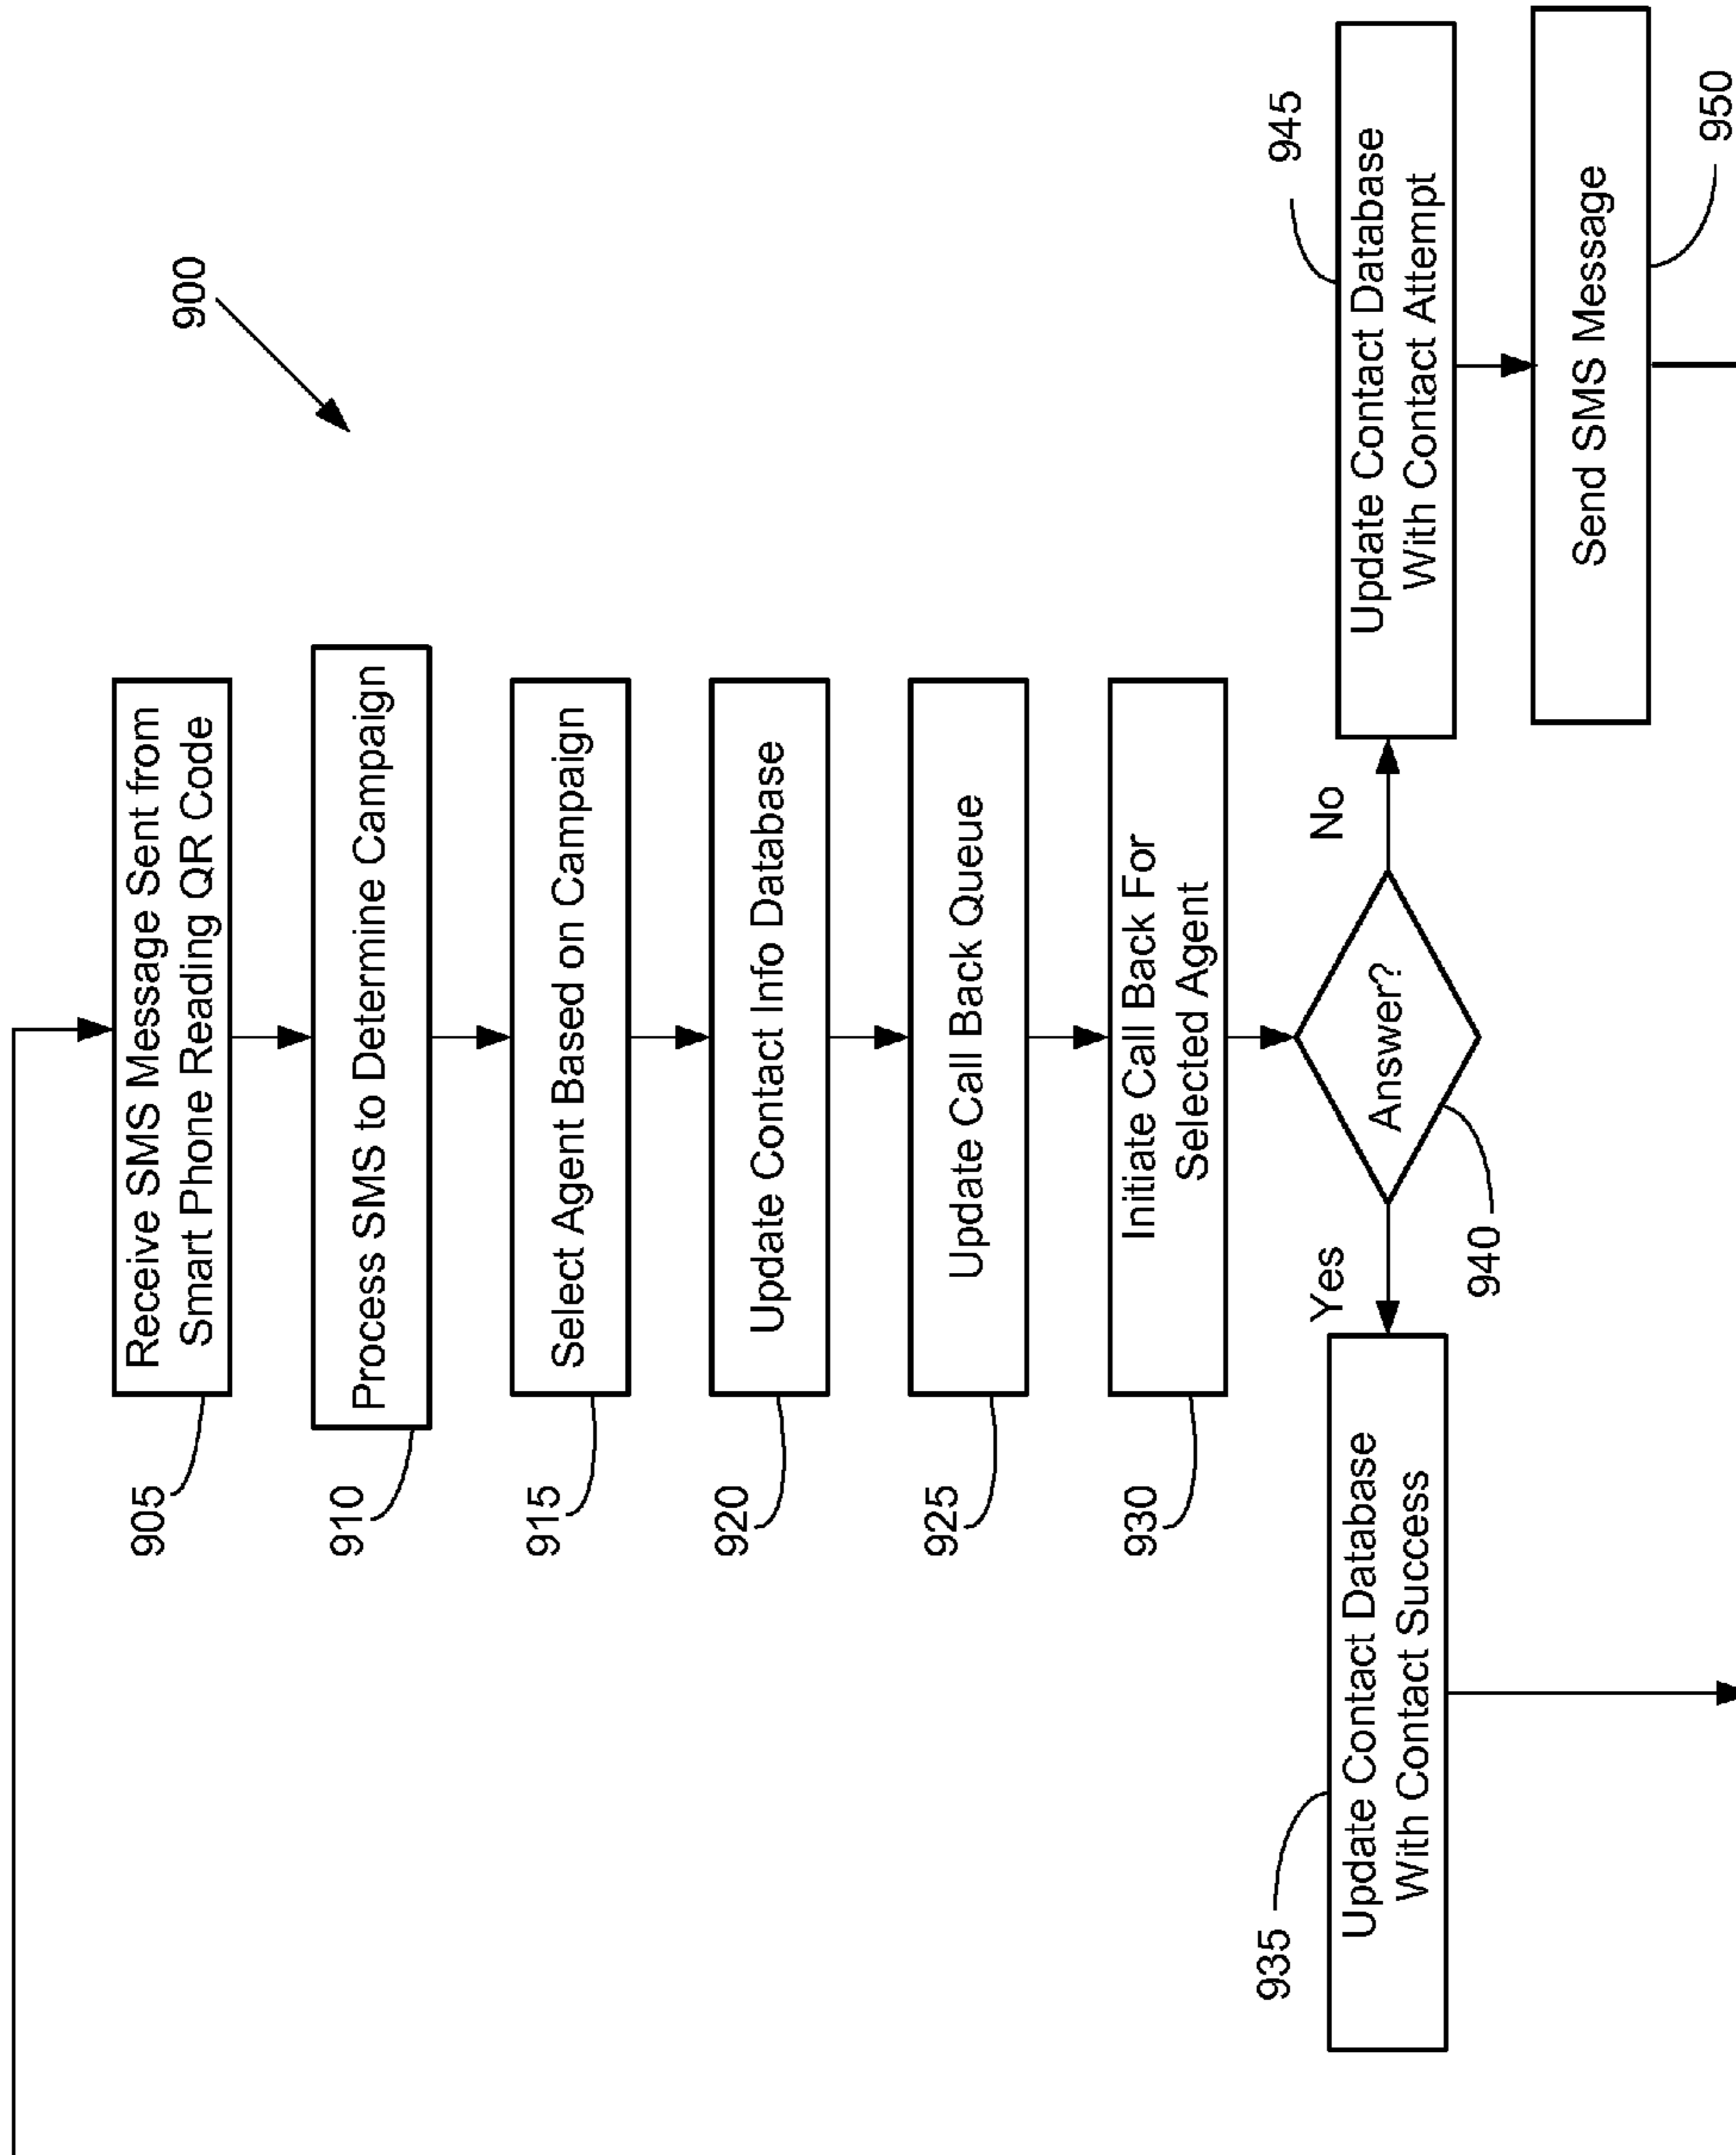 900
905
Receive SMS Message Sent from
Smart Phone Reading QR Code
910
Process SMS to Determine Campaign
915
Select Agent Based on Campaign
920
Update Contact Info Database
925
Update Call Back Queue
930
Initiate Call Back For
Selected Agent
Answer?
940
Yes
No
935
Update Contact Database
With Contact Success
945
Update Contact Database
With Contact Attempt
Send SMS Message
950